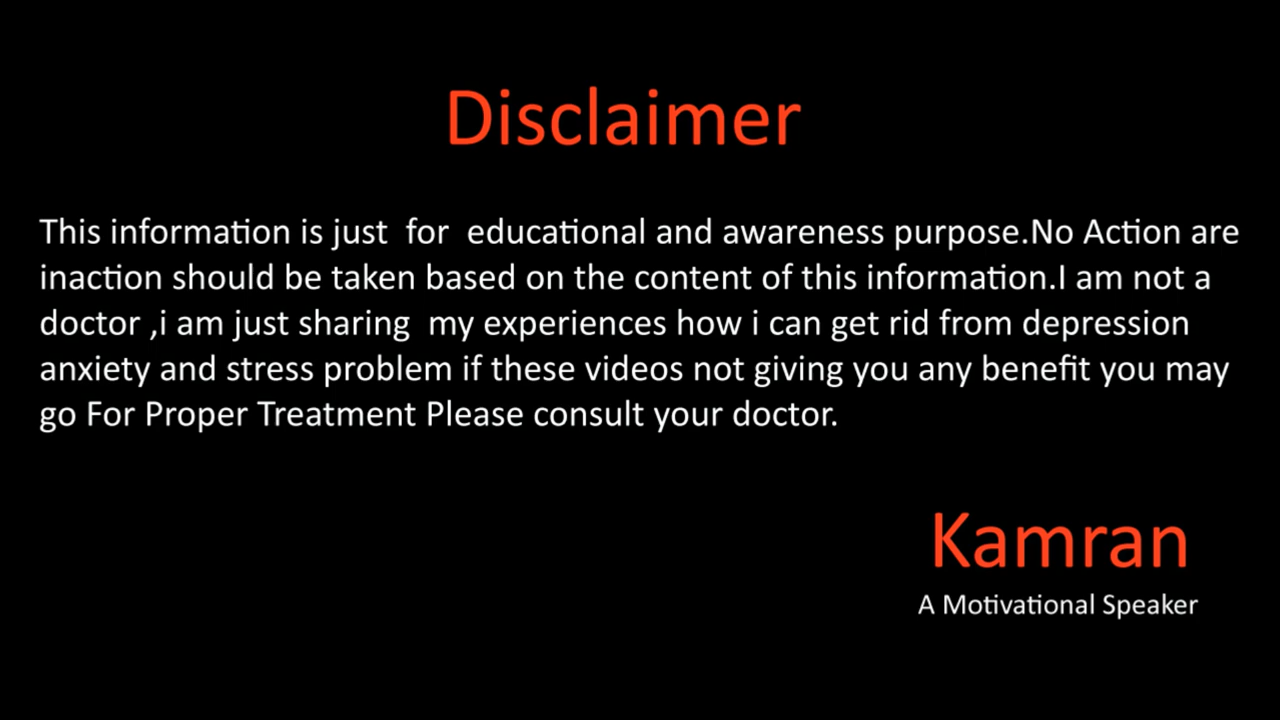 Disclaimer
This information is just  for  educational and awareness purpose.No Action are
inaction should be taken based on the content of this information.I am not a
doctor ,i am just sharing  my experiences how i can get rid from depression
anxiety and stress problem if these videos not giving you any benefit you may
go For Proper Treatment Please consult your doctor.
Kamran
A Motivational Speaker